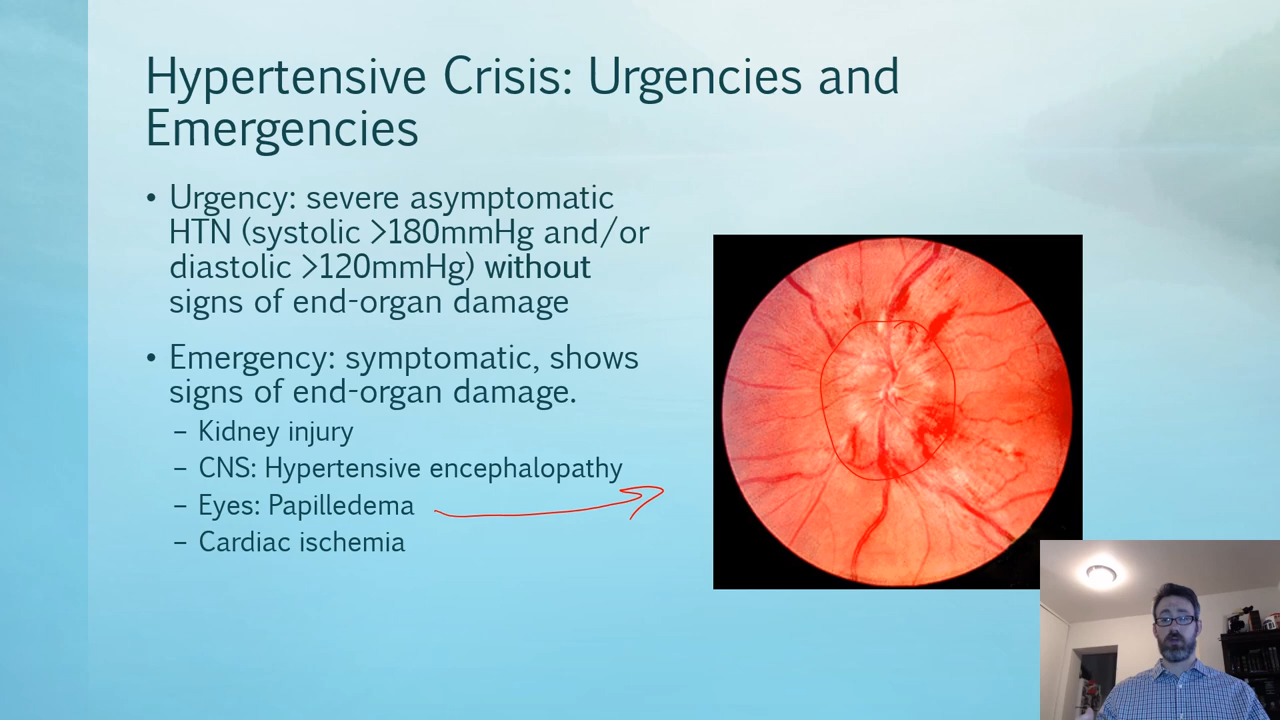 Hypertensive Crisis: Urgencies and
Emergencies
• Urgency: severe asymptomatic
HTN (systolic >180mmHg and/or
diastolic >120mmHg) without
signs of end-organ damage
• Emergency: symptomatic, shows
signs of end-organ damage.
– Kidney injury
– CNS: Hypertensive encephalopathy
– Eyes: Papilledema
– Cardiac ischemia